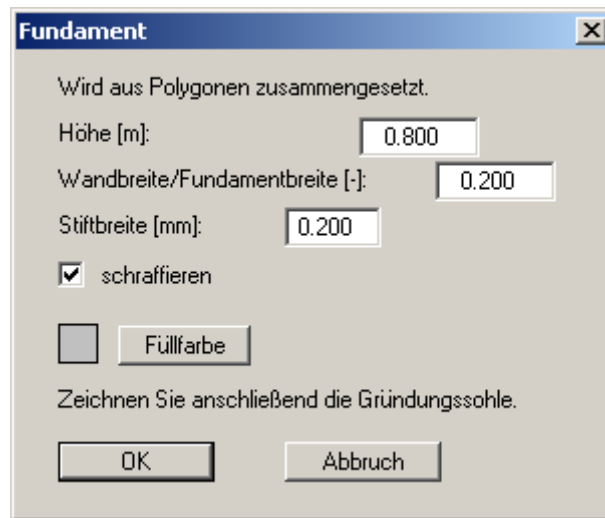 Fundament
Wird aus Polygonen zusammengesetzt.
Höhe [m]: 0.800
Wandbreite/Fundamentbreite [-]: 0.200
Stiftbreite [mm]: 0.200
schraffieren
Füllfarbe
Zeichnen Sie anschließend die Gründungssohle.
OK Abbruch